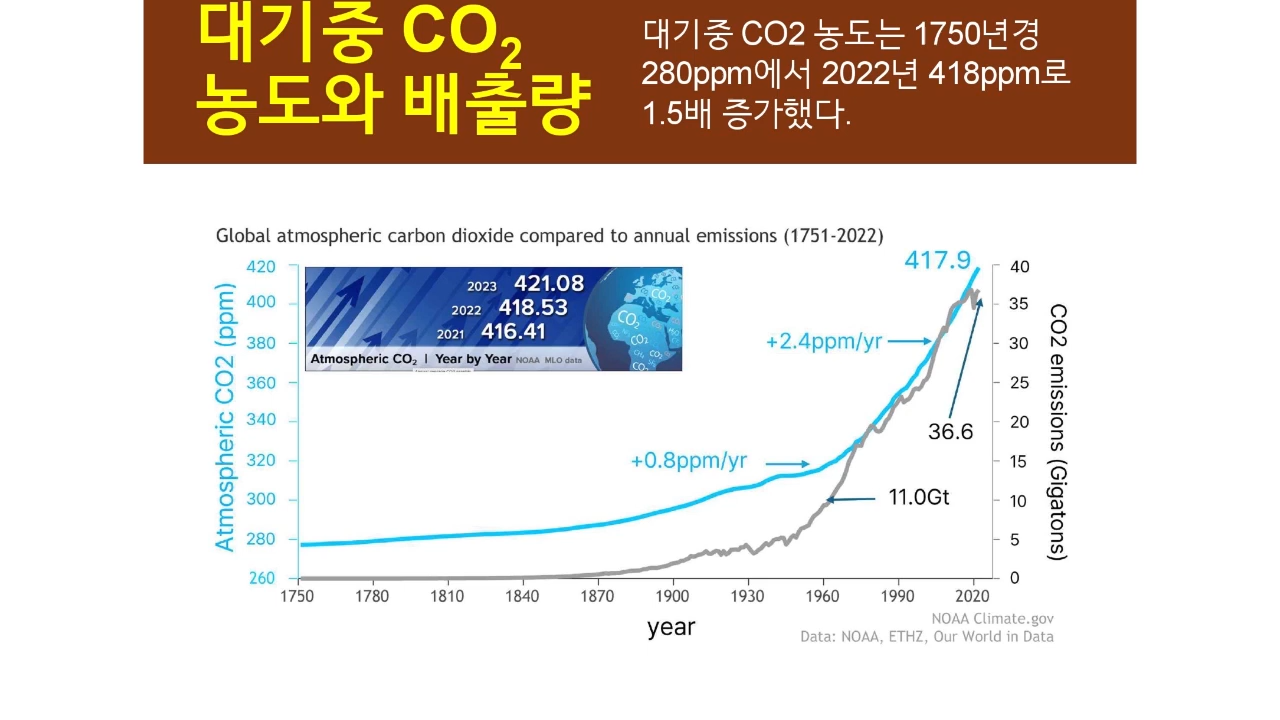 대기중 CO₂
농도와 배출량
대기중 CO2 농도는 1750년경
280ppm에서 2022년 418ppm로
1.5배 증가했다.
Global atmospheric carbon dioxide compared to annual emissions (1751-2022)
Atmospheric CO2 (ppm)
420
400
380
360
340
320
300
280
260
2023 421.08
2022 418.53
2021 416.41
Atmospheric CO₂ | Year by Year NOAA MLO data
CO₂
CO₂
CO₂
CO₂
CO₂
417.9
+2.4ppm/yr
+0.8ppm/yr
36.6
11.0Gt
40
35
30
25
20
15
10
5
0
CO2 emissions (Gigatons)
1750 1780 1810 1840 1870 1900 1930 1960 1990 2020
year
NOAA Climate.gov
Data: NOAA, ETHZ, Our World in Data